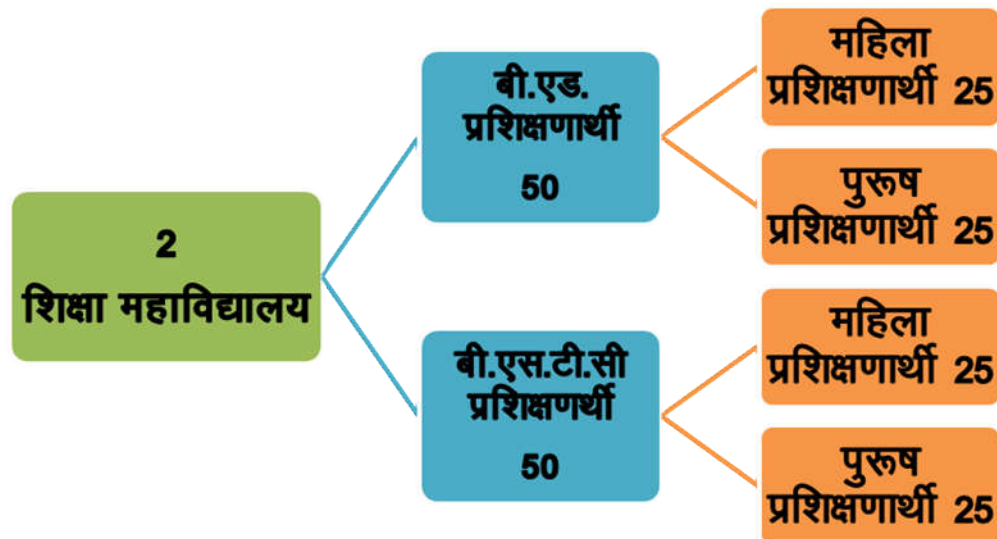 2
शिक्षा महाविद्यालय
बी.एड.
प्रशिक्षणार्थी
50
महिला
प्रशिक्षणार्थी 25
पुरूष
प्रशिक्षणार्थी 25
बी.एस.टी.सी
प्रशिक्षणर्थी
50
महिला
प्रशिक्षणार्थी 25
पुरूष
प्रशिक्षणार्थी 25